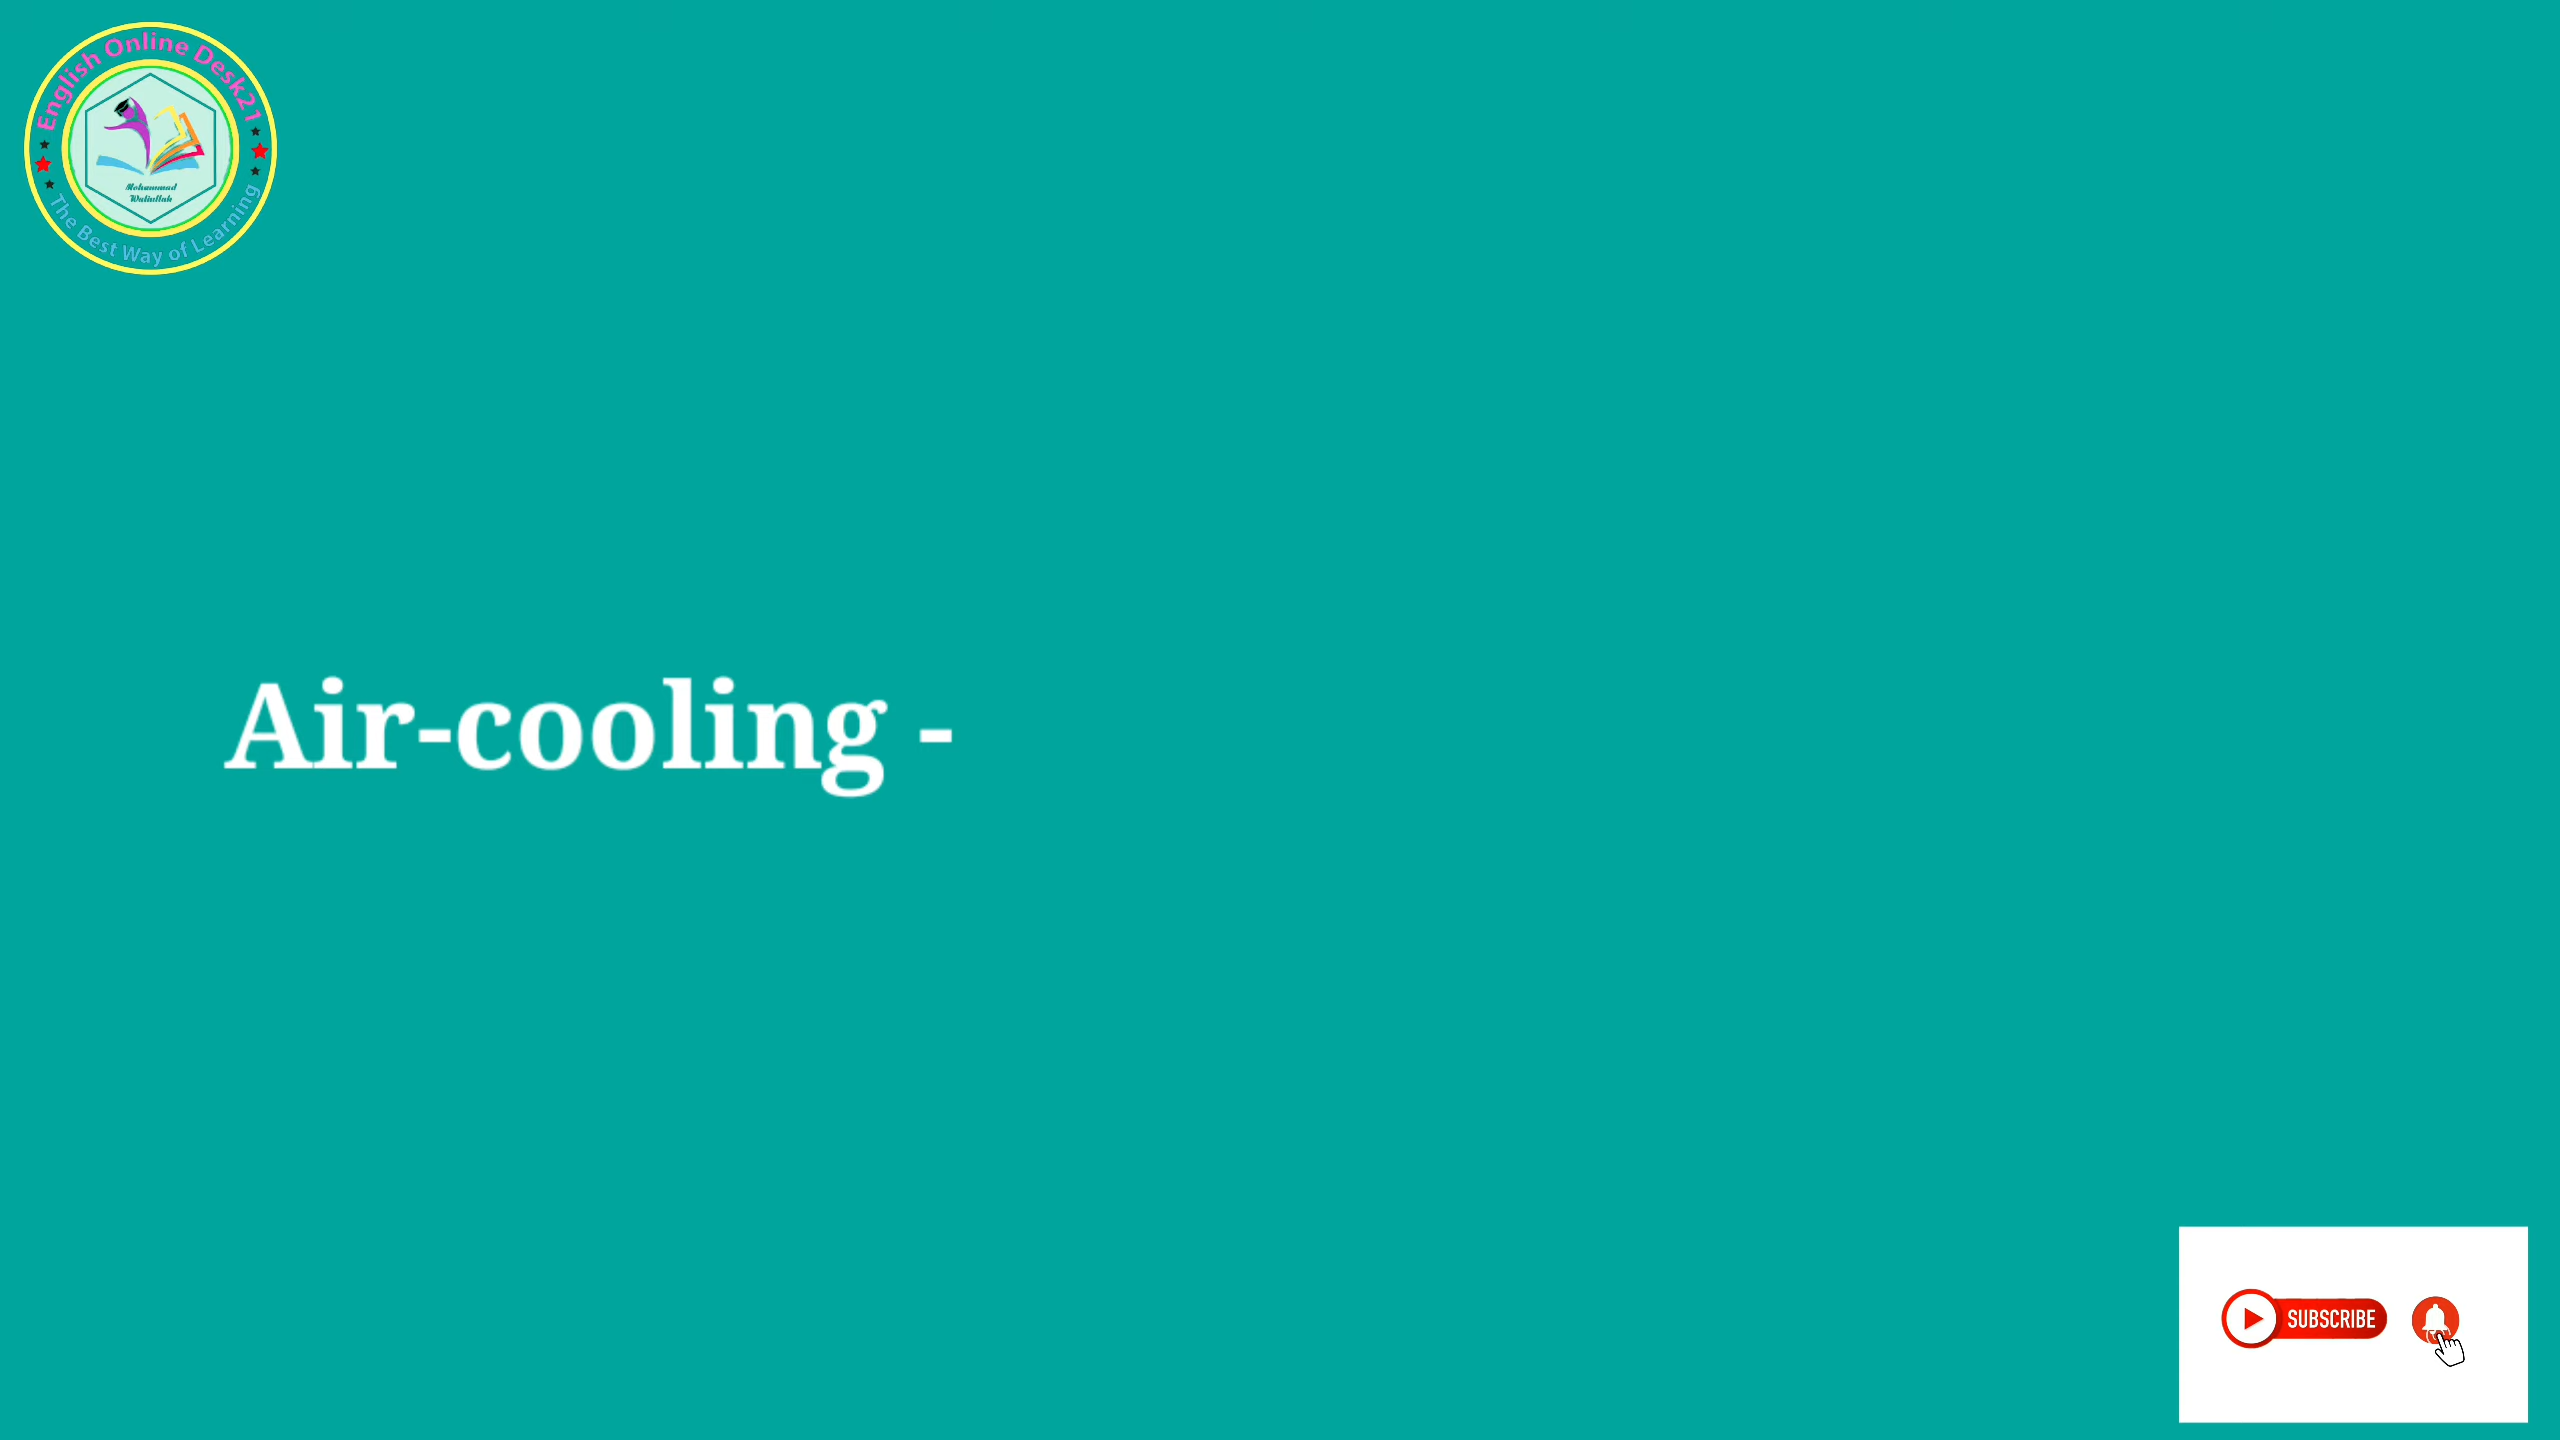 English Online Desk21
Mohammad
Waliullah
The Best Way of Learning
Air-cooling -
SUBSCRIBE